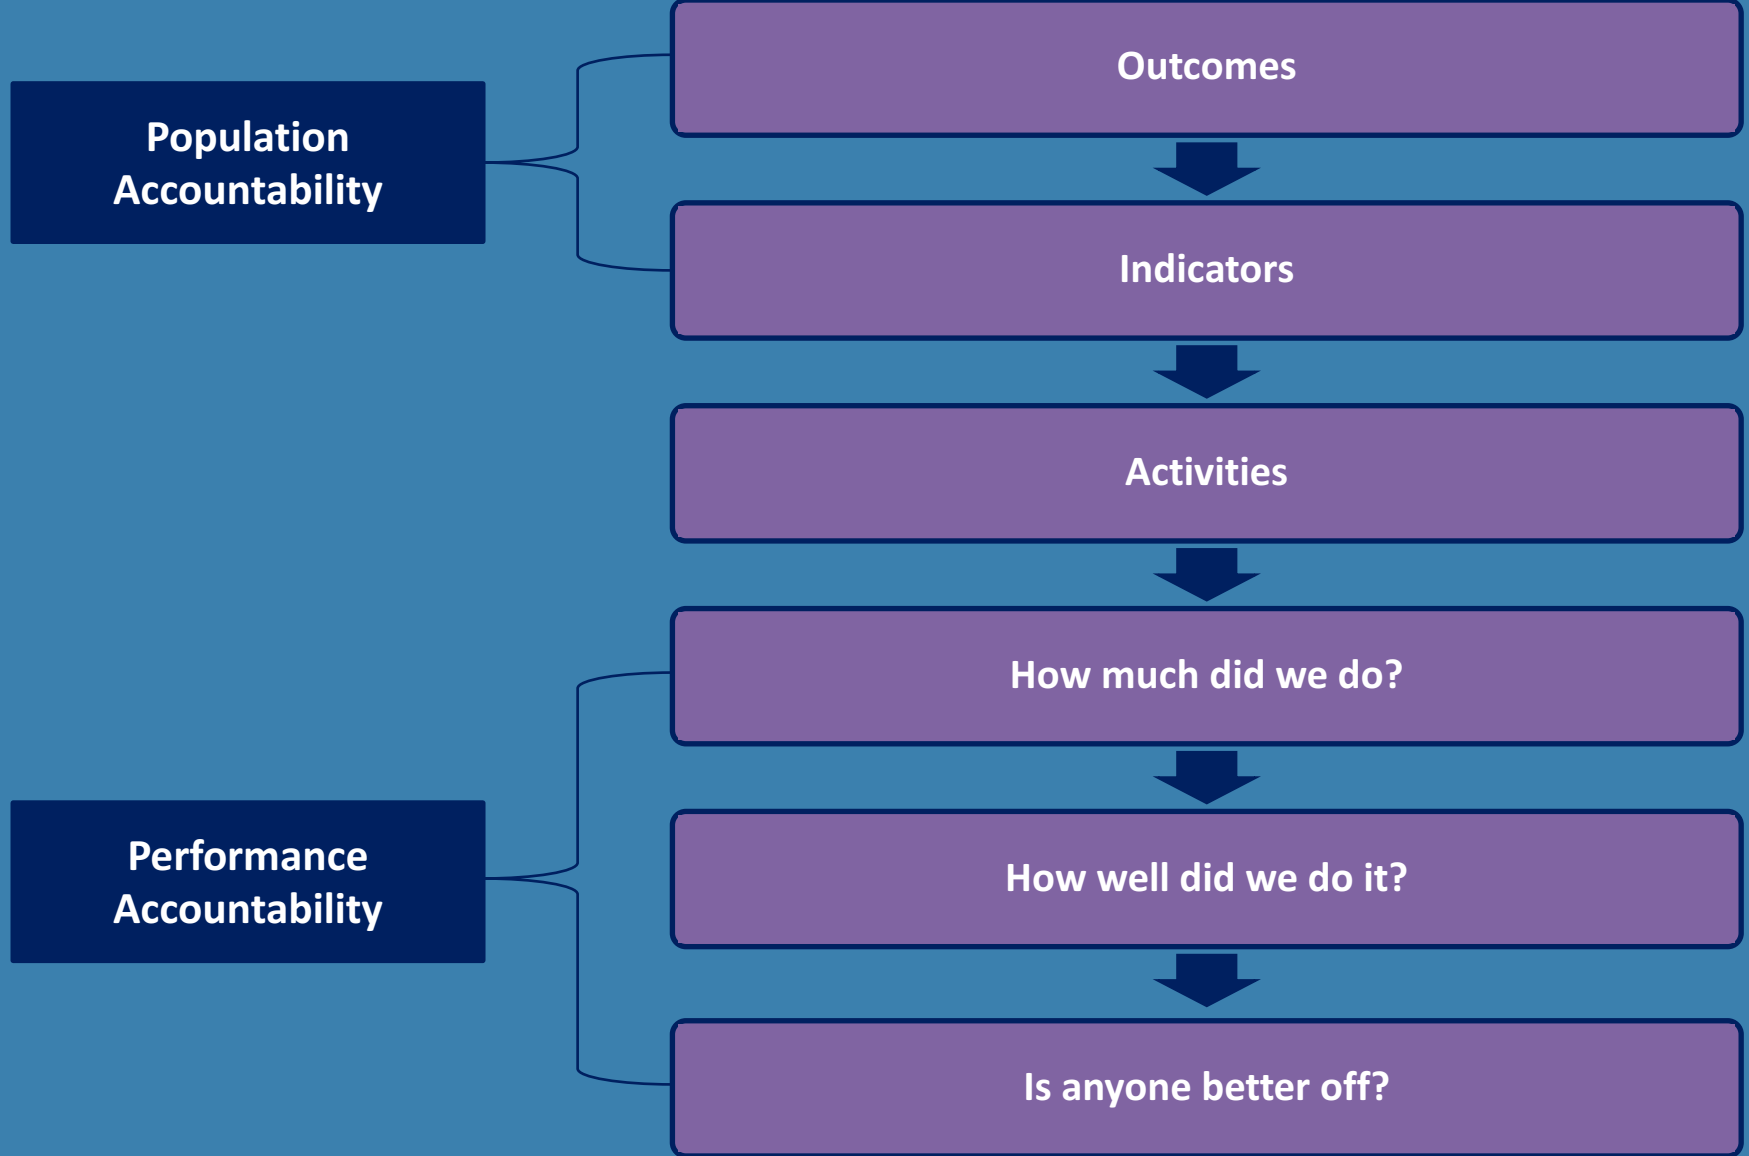 Population
Accountability
Outcomes
Indicators
Activities
Performance
Accountability
How much did we do?
How well did we do it?
Is anyone better off?